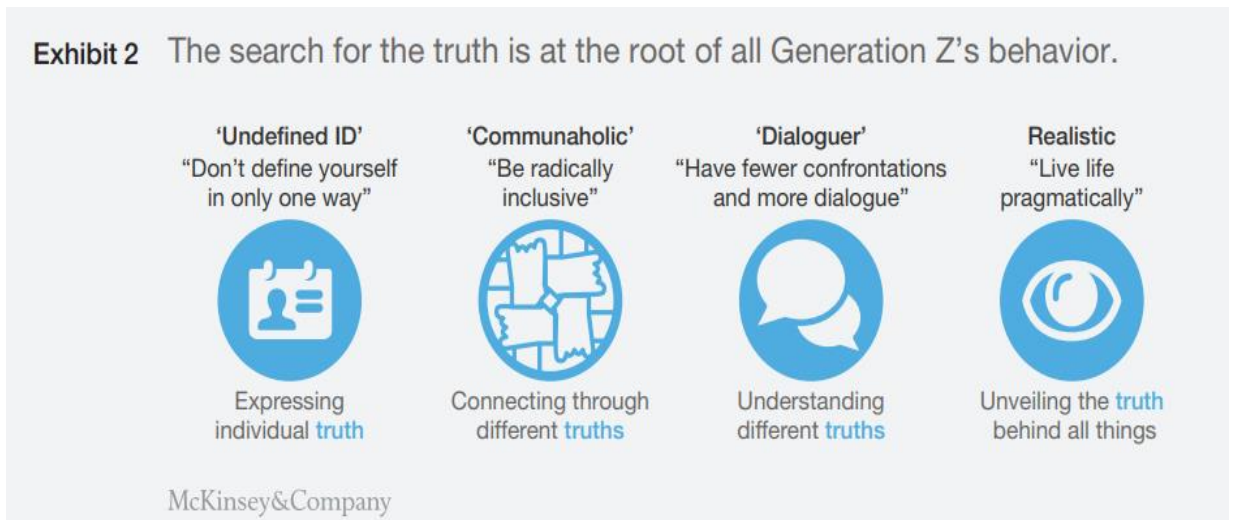 Exhibit 2 The search for the truth is at the root of all Generation Z’s behavior.
‘Undefined ID’
“Don’t define yourself
in only one way”
Expressing
individual truth
‘Communaholic’
“Be radically
inclusive”
Connecting through
different truths
‘Dialoguer’
“Have fewer confrontations
and more dialogue”
Understanding
different truths
Realistic
“Live life
pragmatically”
Unveiling the truth
behind all things
McKinsey&Company